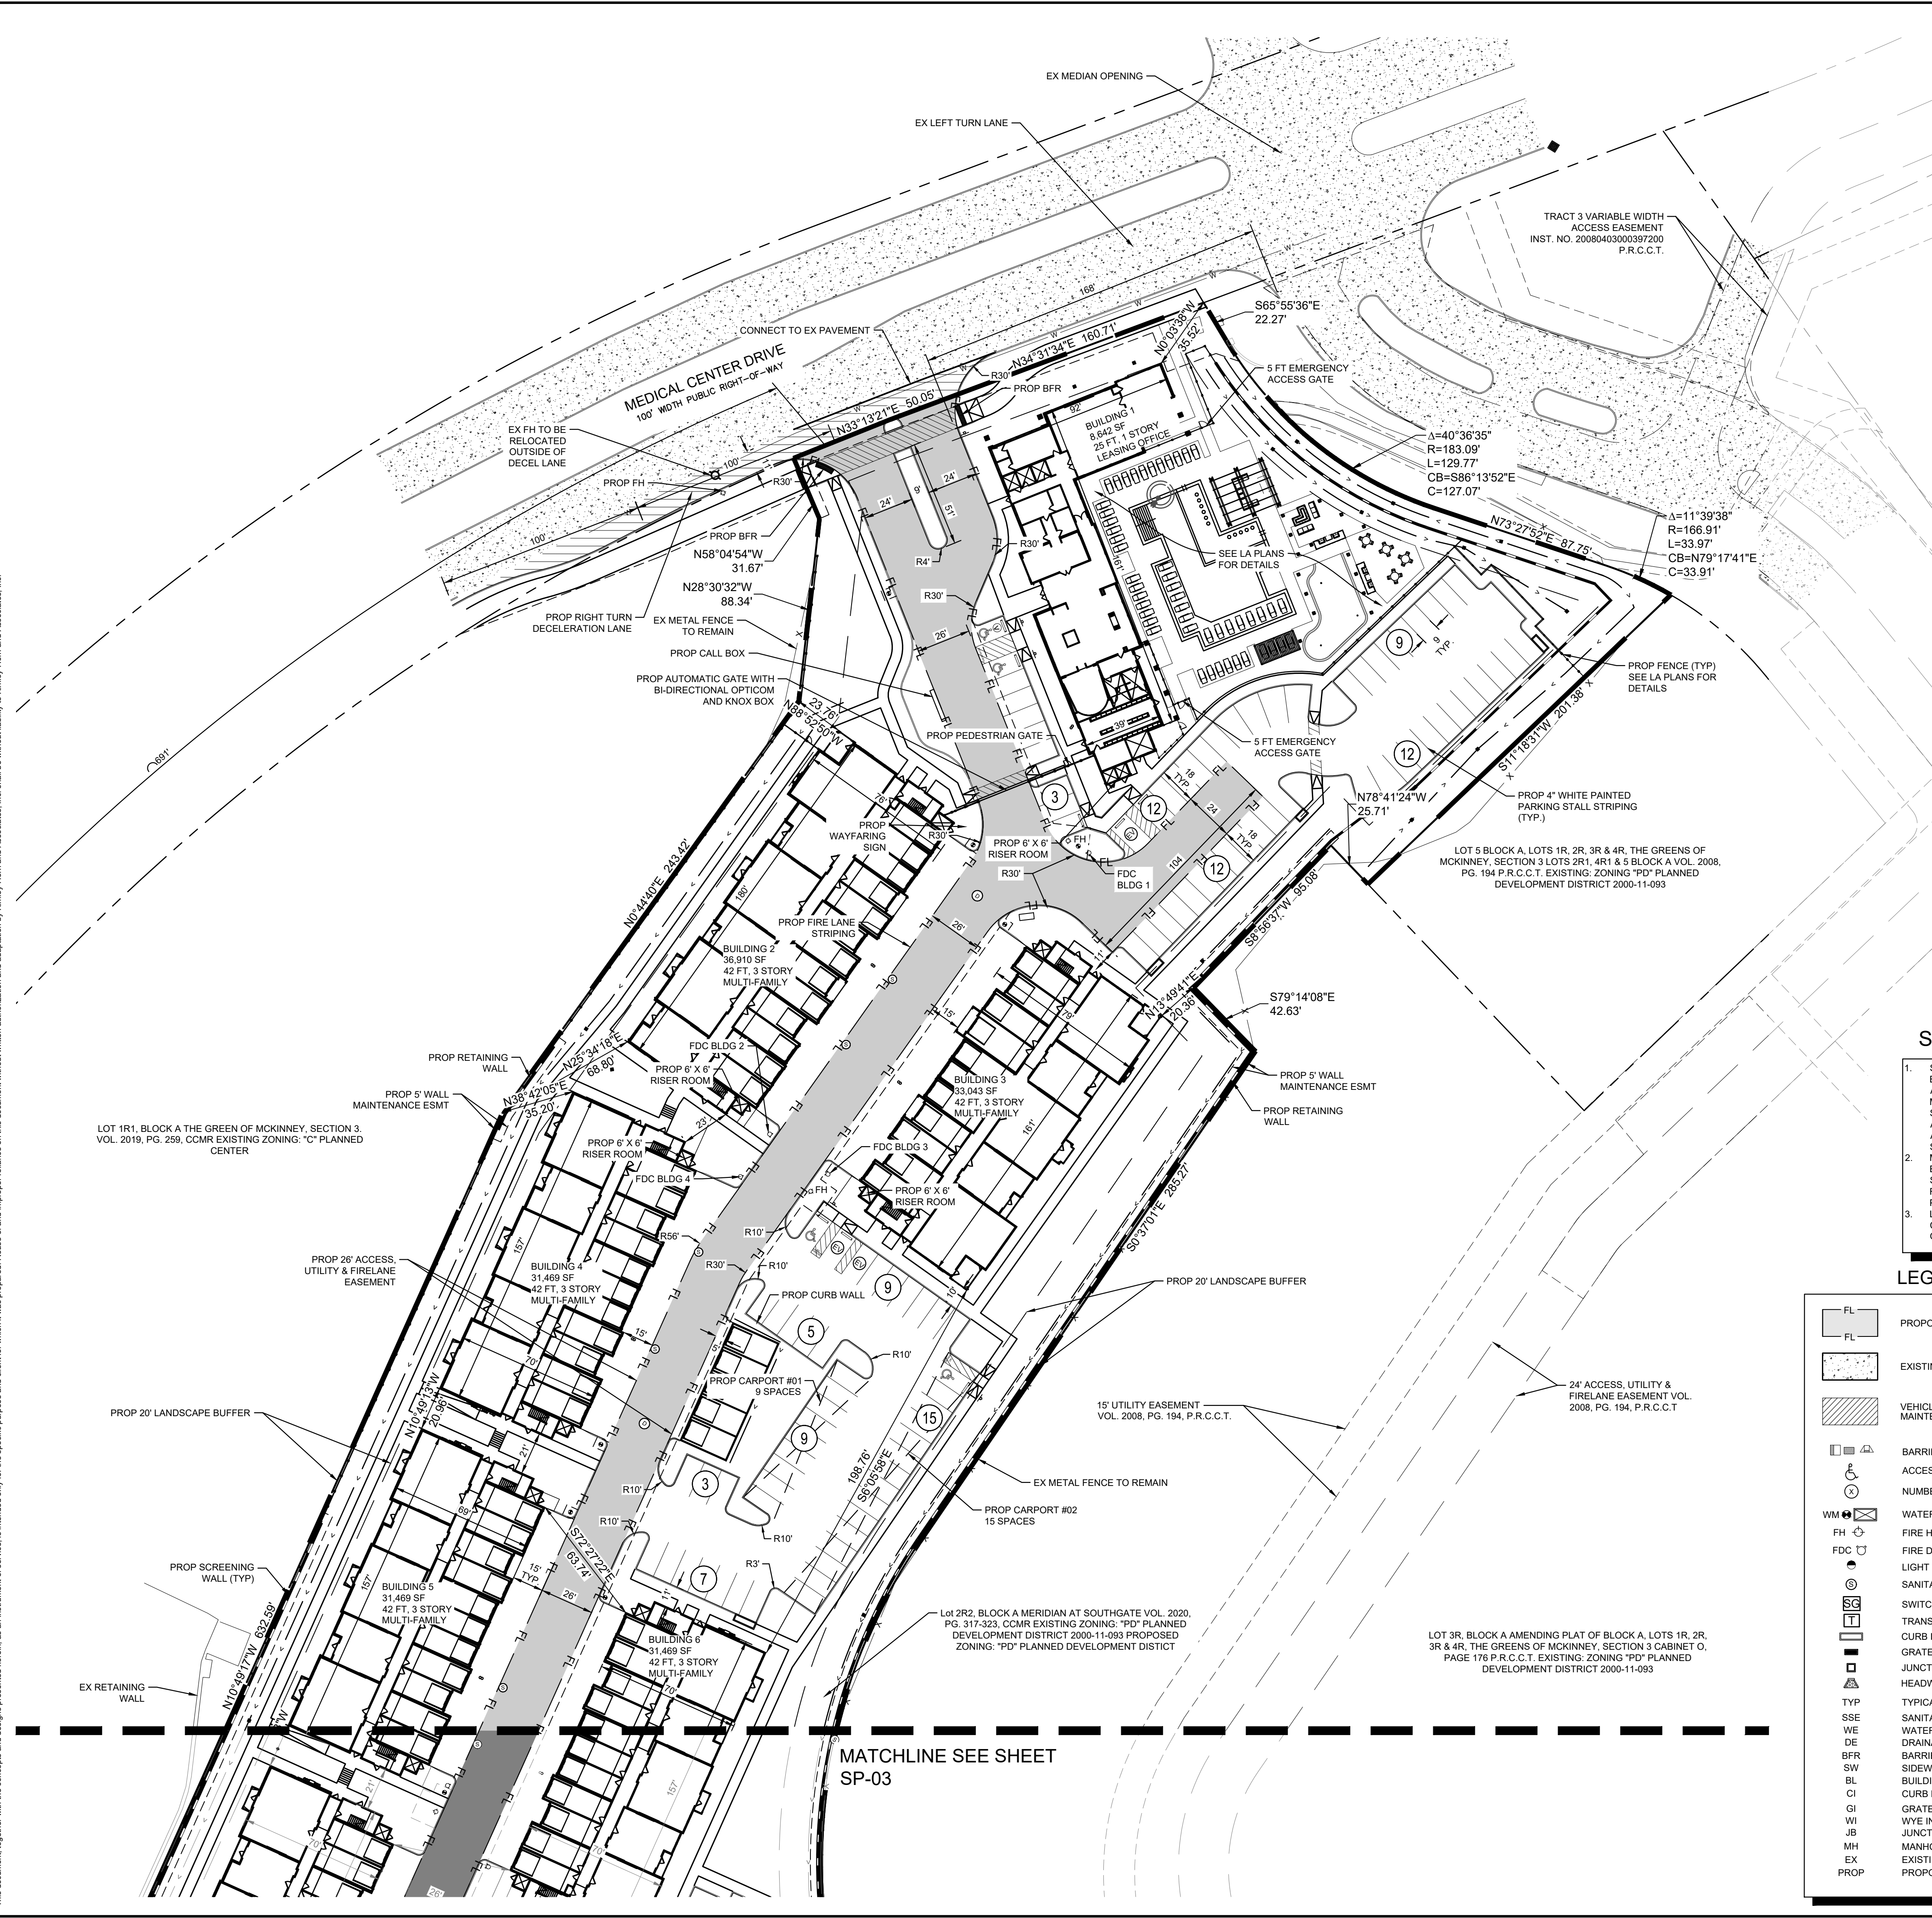 EX MEDIAN OPENING
EX LEFT TURN LANE
TRACT 3 VARIABLE WIDTH
ACCESS EASEMENT
INST. NO. 20080403000397200
P.R.C.C.T.
168'
S65°55'36"E
22.27'
CONNECT TO EX PAVEMENT
N34°31'34"E 160.71'
N0°03'38"W
35.52'
MEDICAL CENTER DRIVE
100' WIDTH PUBLIC RIGHT-OF-WAY
R30'
PROP BFR
5 FT EMERGENCY
ACCESS GATE
N33°13'21"E 50.05'
92'
BUILDING 1
8,642 SF
25 FT, 1 STORY
LEASING OFFICE
EX FH TO BE
RELOCATED
OUTSIDE OF
DECEL LANE
Δ=40°36'35"
R=183.09'
L=129.77'
CB=S86°13'52"E
C=127.07'
100'
PROP FH
R30'
24'
9'
24'
51'
Δ=11°39'38"
R=166.91'
L=33.97'
CB=N79°17'41"E
C=33.91'
N73°27'52"E 87.75'
100'
PROP BFR
N58°04'54"W
31.67'
R4'
R30'
161'
SEE LA PLANS
FOR DETAILS
N28°30'32"W
88.34'
R30'
PROP RIGHT TURN
DECELERATION LANE
EX METAL FENCE
TO REMAIN
26'
9
9
TYP.
PROP CALL BOX
PROP FENCE (TYP)
SEE LA PLANS FOR
DETAILS
PROP AUTOMATIC GATE WITH
BI-DIRECTIONAL OPTICOM
AND KNOX BOX
23.76'
N88°52'50"W
S11°18'31"W 201.38'
39'
PROP PEDESTRIAN GATE
5 FT EMERGENCY
ACCESS GATE
12
691'
18
TYP.
N78°41'24"W
25.71'
PROP 4" WHITE PAINTED
PARKING STALL STRIPING
(TYP.)
76'
3
12
24
18
TYP.
EV
PROP
WAYFARING
SIGN
R30'
PROP 6' X 6'
RISER ROOM
FH
LOT 5 BLOCK A, LOTS 1R, 2R, 3R & 4R, THE GREENS OF
MCKINNEY, SECTION 3 LOTS 2R1, 4R1 & 5 BLOCK A VOL. 2008,
PG. 194 P.R.C.C.T. EXISTING: ZONING "PD" PLANNED
DEVELOPMENT DISTRICT 2000-11-093
N0°44'40"E 243.42'
R30'
FDC
BLDG 1
104
12
180'
S8°56'37"W 95.08'
PROP FIRE LANE
STRIPING
26'
D
BUILDING 2
36,910 SF
42 FT, 3 STORY
MULTI-FAMILY
11'
S
N13°49'41"E
20.36'
S79°14'08"E
42.63'
15'
79'
N25°34'18"E
68.80'
PROP RETAINING
WALL
FDC BLDG 2
S
PROP 6' X 6'
RISER ROOM
BUILDING 3
33,043 SF
42 FT, 3 STORY
MULTI-FAMILY
PROP 5' WALL
MAINTENANCE ESMT
PROP 5' WALL
MAINTENANCE ESMT
N38°42'05"E
35.20'
PROP RETAINING
WALL
LOT 1R1, BLOCK A THE GREEN OF MCKINNEY, SECTION 3.
VOL. 2019, PG. 259, CCMR EXISTING ZONING: "C" PLANNED
CENTER
23'
161'
PROP 6' X 6'
RISER ROOM
FDC BLDG 3
FDC BLDG 4
FH
PROP 6' X 6'
RISER ROOM
S0°37'01"E 285.27'
157'
R56'
R10'
S
EV
EV
PROP 26' ACCESS,
UTILITY & FIRELANE
EASEMENT
BUILDING 4
31,469 SF
42 FT, 3 STORY
MULTI-FAMILY
R30'
R10'
PROP CURB WALL
9
10'
PROP 20' LANDSCAPE BUFFER
15'
S
5
5'
R10'
70'
PROP CARPORT #01
9 SPACES
24' ACCESS, UTILITY &
FIRELANE EASEMENT VOL.
2008, PG. 194, P.R.C.C.T
15' UTILITY EASEMENT
VOL. 2008, PG. 194, P.R.C.C.T.
PROP 20' LANDSCAPE BUFFER
N10°49'13"W
20.96'
D
9
15
21'
198.76'
S6°05'58"E
EX METAL FENCE TO REMAIN
R10'
3
PROP CARPORT #02
15 SPACES
69'
R10'
R10'
S72°27'22"E
63.74'
R3'
PROP SCREENING
WALL (TYP)
157'
15'
TYP.
26'
7
11'
BUILDING 5
31,469 SF
42 FT, 3 STORY
MULTI-FAMILY
Lot 2R2, BLOCK A MERIDIAN AT SOUTHGATE VOL. 2020,
PG. 317-323, CCMR EXISTING ZONING: "PD" PLANNED
DEVELOPMENT DISTRICT 2000-11-093 PROPOSED
ZONING: "PD" PLANNED DEVELOPMENT DISTICT
BUILDING 6
31,469 SF
42 FT, 3 STORY
MULTI-FAMILY
LOT 3R, BLOCK A AMENDING PLAT OF BLOCK A, LOTS 1R, 2R,
3R & 4R, THE GREENS OF MCKINNEY, SECTION 3 CABINET O,
PAGE 176 P.R.C.C.T. EXISTING: ZONING "PD" PLANNED
DEVELOPMENT DISTRICT 2000-11-093
N10°49'17"W 632.59'
EX RETAINING
WALL
S
70'
MATCHLINE SEE SHEET
SP-03
S
21'
157'
70'
70'
26'
1.
2.
3.
FL
FL
WM
FH
FDC
S
SG
T
TYP
SSE
WE
DE
BFR
SW
BL
CI
GI
WI
JB
MH
EX
PROP